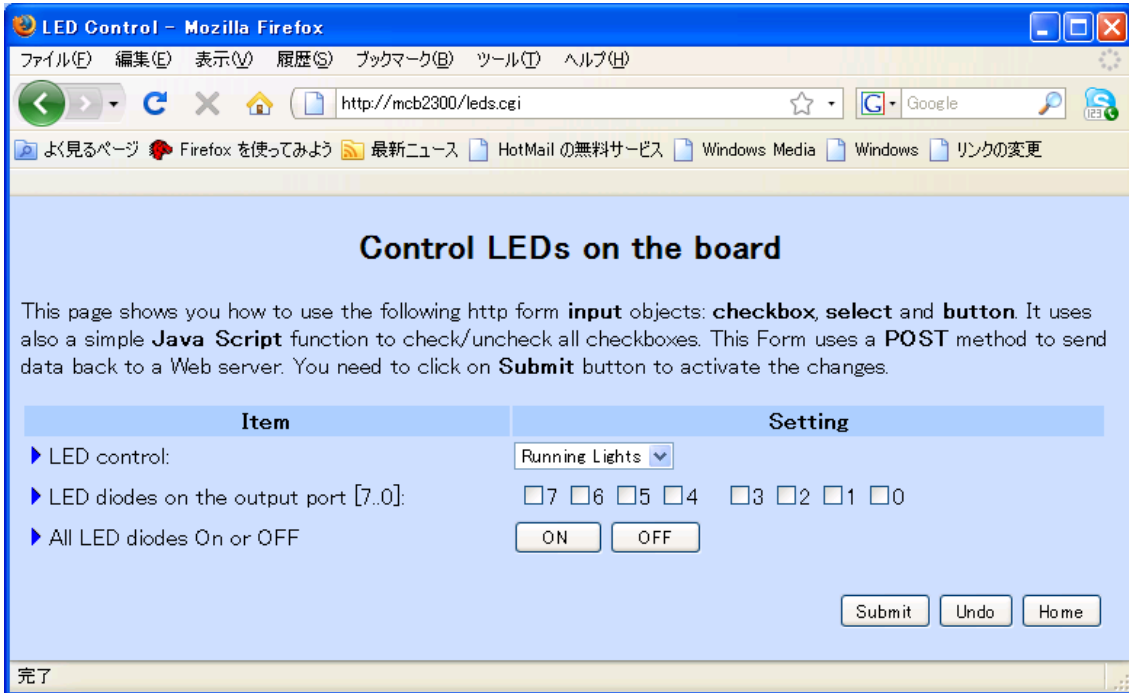 LED Control - Mozilla Firefox
ファイル(F) 編集(E) 表示(V) 履歴(S) ブックマーク(B) ツール(T) ヘルプ(H)
http://mcb2300/leds.cgi G Google 123
よく見るページ Firefox を使ってみよう 最新ニュース HotMail の無料サービス Windows Media Windows リンクの変更
Control LEDs on the board
This page shows you how to use the following http form input objects: checkbox, select and button. It uses
also a simple Java Script function to check/uncheck all checkboxes. This Form uses a POST method to send
data back to a Web server. You need to click on Submit button to activate the changes.
Item Setting
LED control: Running Lights
LED diodes on the output port [7..0]: 7 6 5 4 3 2 1 0
All LED diodes On or OFF ON OFF
Submit Undo Home
完了